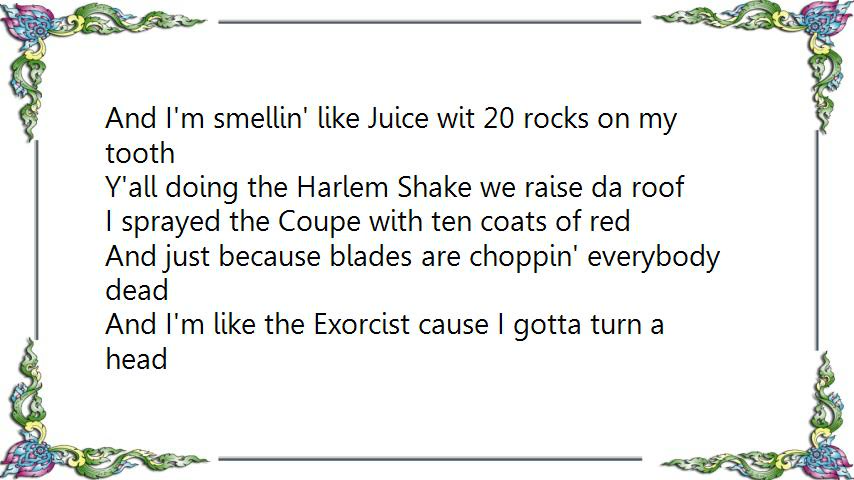 And I'm smellin' like Juice wit 20 rocks on my
tooth
Y'all doing the Harlem Shake we raise da roof
I sprayed the Coupe with ten coats of red
And just because blades are choppin' everybody
dead
And I'm like the Exorcist cause I gotta turn a
head